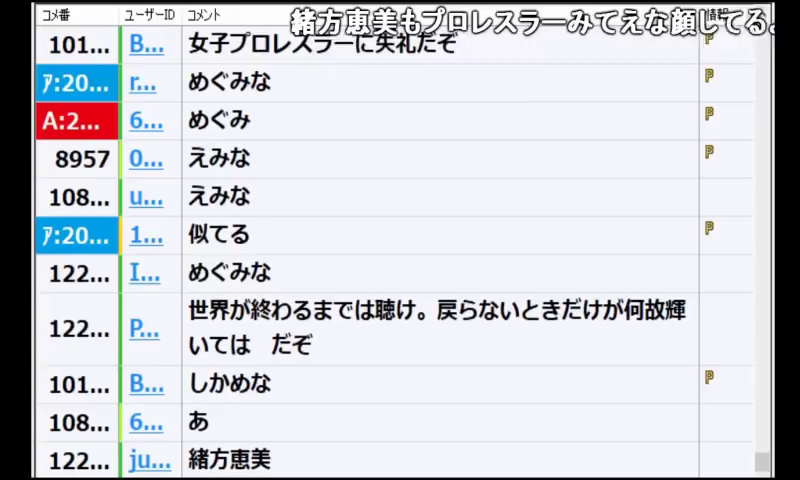 コメ番 ユーザーID コメント 情報
緒方恵美もプロレスラーみてえな顔してる。
101... B... 女子プロレスラーに失礼だぞ P
ｱ:20... r... めぐみな P
A:2... 6... めぐみ P
8957 0... えみな P
108... u... えみな
ｱ:20... 1... 似てる P
122... I... めぐみな
122... P... 世界が終わるまでは聴け。戻らないときだけが何故輝
いては　だぞ
101... B... しかめな P
108... 6... あ
122... ju... 緒方恵美